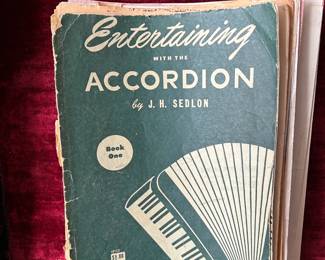 Entertaining
WITH THE
ACCORDION
by J. H. SEDLON
Book
One